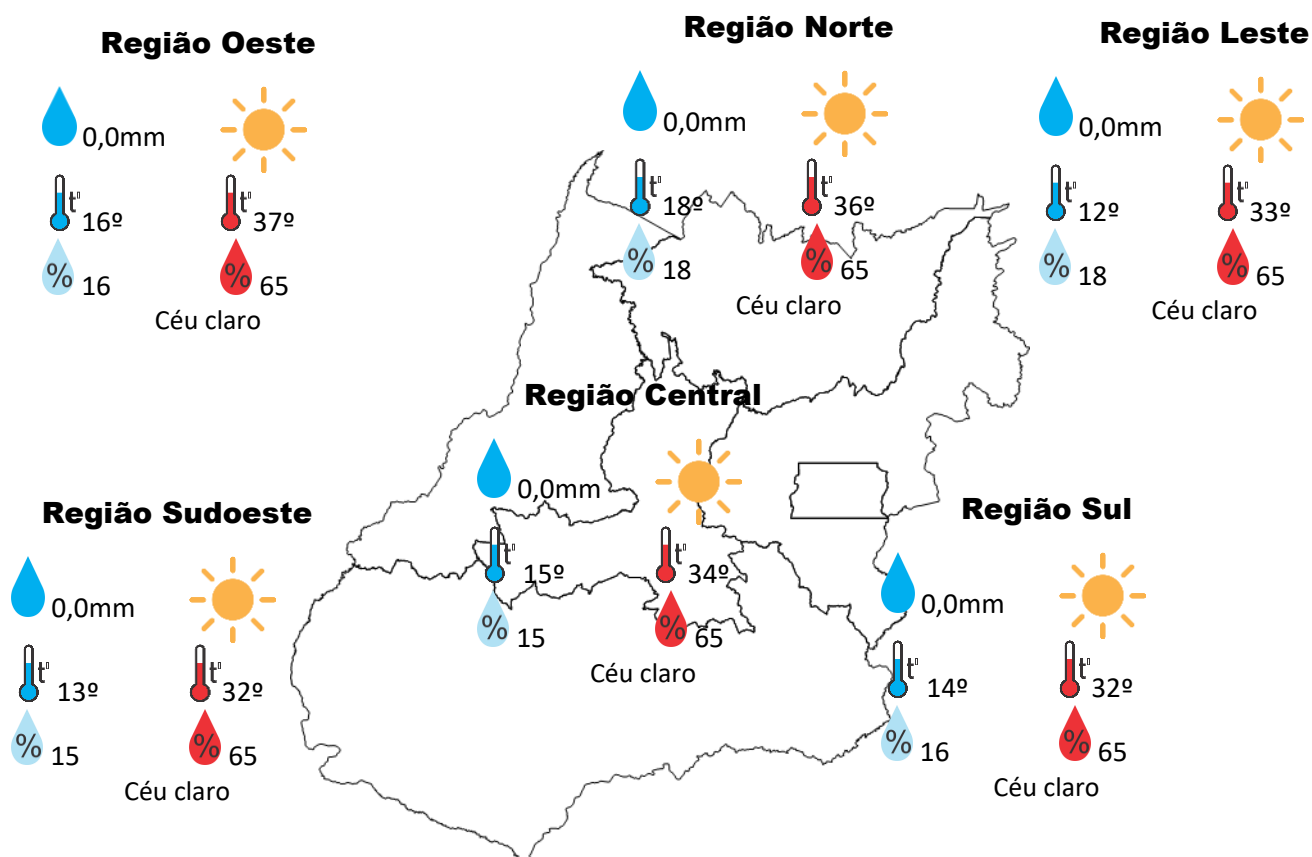 Região Oeste
0,0mm
t°
16º
t°
37º
% 16
% 65
Céu claro
Região Norte
0,0mm
t°
18º
t°
36º
% 18
% 65
Céu claro
Região Leste
0,0mm
t°
12º
t°
33º
% 18
% 65
Céu claro
Região Central
0,0mm
t°
15º
t°
34º
% 15
% 65
Céu claro
Região Sudoeste
0,0mm
t°
13º
t°
32º
% 15
% 65
Céu claro
Região Sul
0,0mm
t°
14º
t°
32º
% 16
% 65
Céu claro